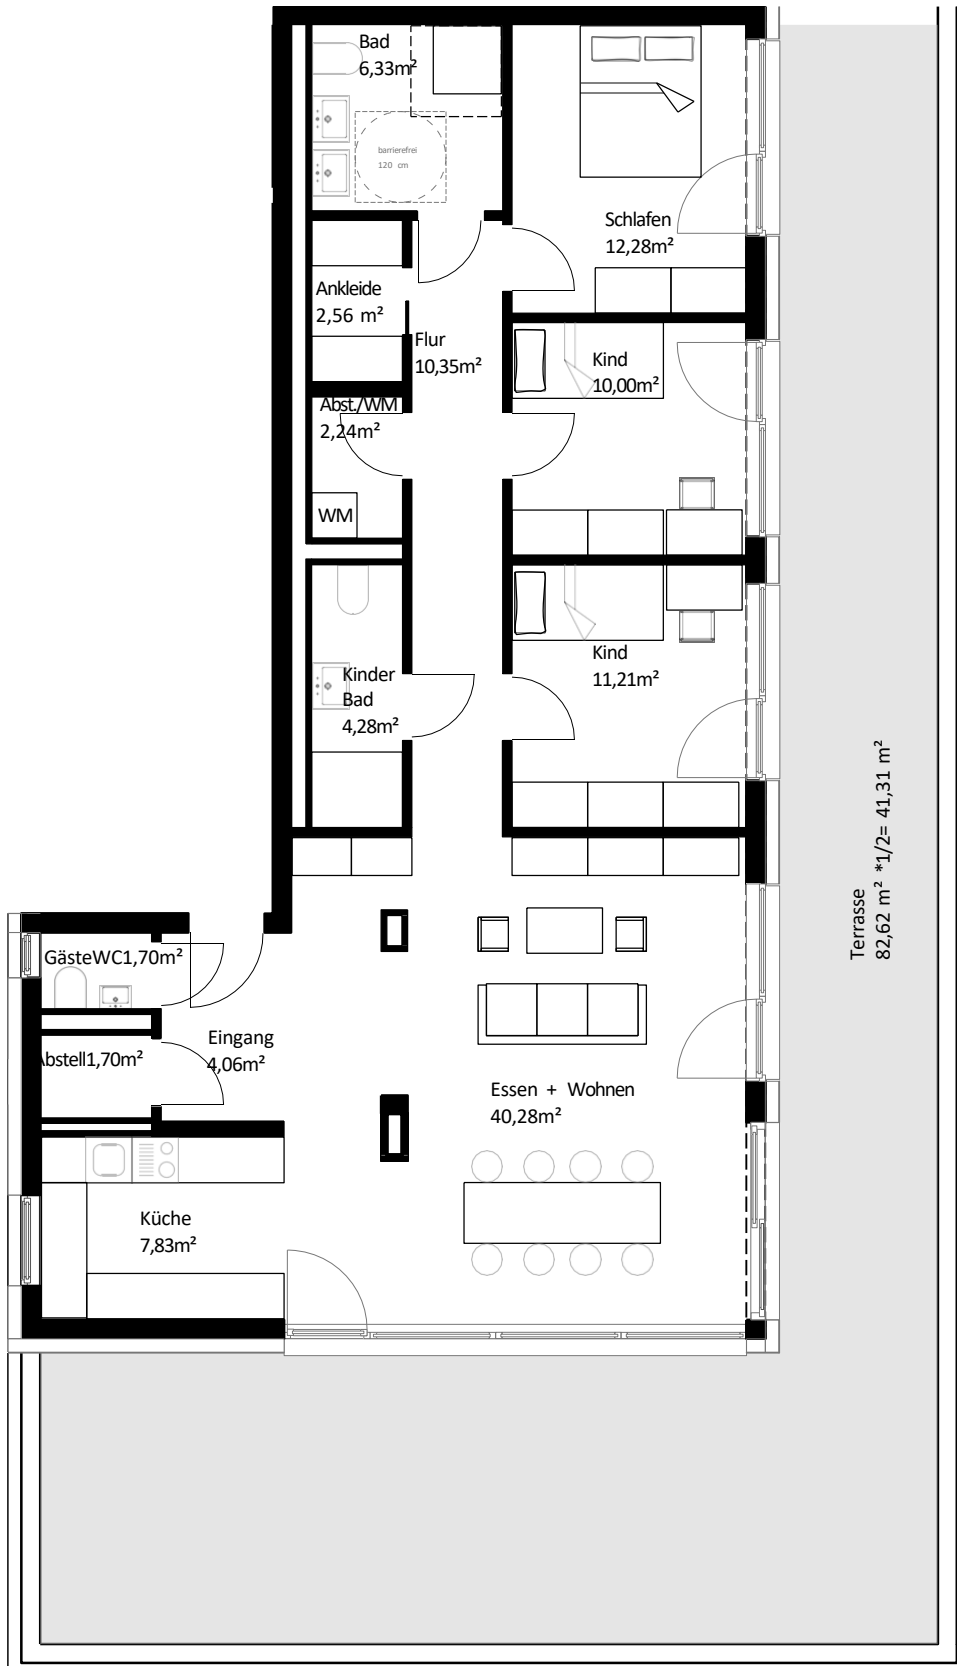 Bad
6,33m²
barrierefrei
120 cm
Schlafen
12,28m²
Ankleide
2,56 m²
Flur
10,35m²
Kind
10,00m²
Abst./WM
2,24m²
WM
Kind
11,21m²
Kinder
Bad
4,28m²
Terrasse
82,62 m² *1/2= 41,31 m²
GästeWC1,70m²
Eingang
4,06m²
Abstell1,70m²
Essen + Wohnen
40,28m²
Küche
7,83m²